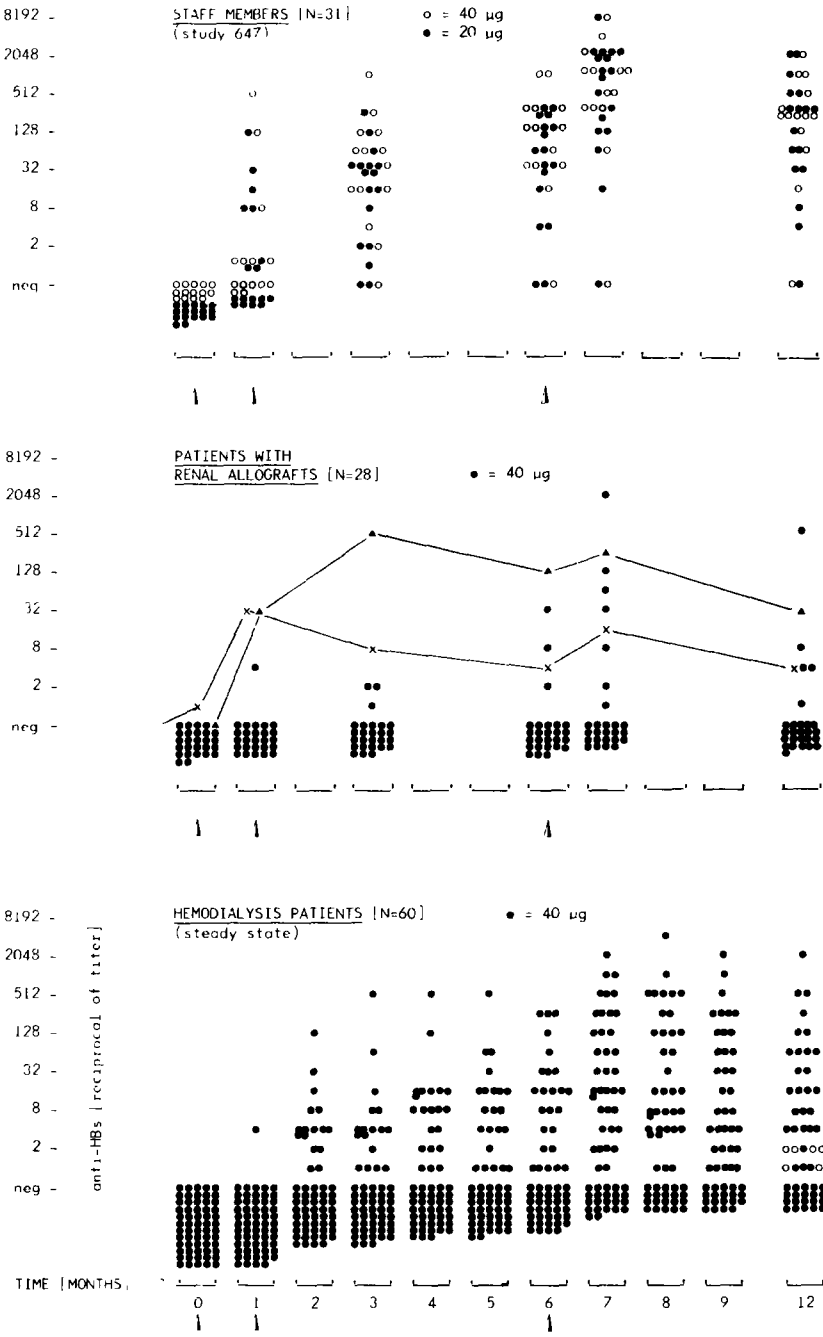 STAFF MEMBERS [N=31]
(study 647)
○ = 40 µg
● = 20 µg
8192 -
2048 -
512 -
128 -
32 -
8 -
2 -
neg -
PATIENTS WITH
RENAL ALLOGRAFTS [N=28]
● = 40 µg
8192 -
2048 -
512 -
128 -
32 -
8 -
2 -
neg -
HEMODIALYSIS PATIENTS [N=60]
(steady state)
● = 40 µg
anti-HBs [reciprocal of titer]
8192 -
2048 -
512 -
128 -
32 -
8 -
2 -
neg -
TIME [MONTHS]
0 1 2 3 4 5 6 7 8 9 12